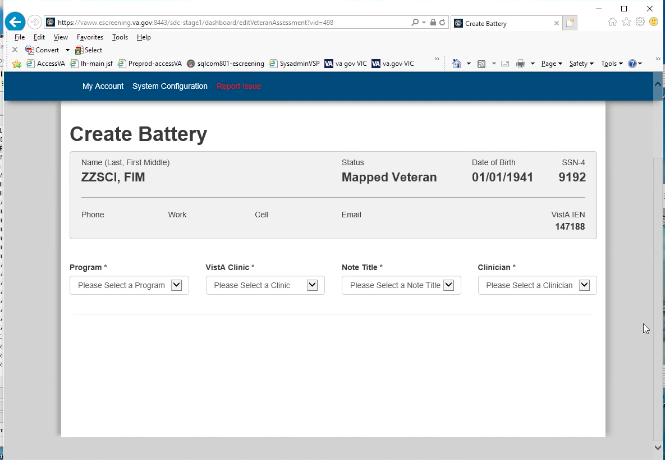 https://vaww.escreening.va.gov:8443/sdc-stage1/dashboard/editVeteranAssessment?vid=498
Create Battery
File Edit View Favorites Tools Help
Convert Select
AccessVA lh-main.jsf Preprod-accessVA sqlcom801-escreening SysadminVSP va gov VIC va.gov VIC Page Safety Tools
My Account System Configuration Report Issue
Create Battery
Name (Last, First Middle) Status Date of Birth SSN-4
ZZSCI, FIM Mapped Veteran 01/01/1941 9192
Phone Work Cell Email VistA IEN
147188
Program * VistA Clinic * Note Title * Clinician *
Please Select a Program Please Select a Clinic Please Select a Note Title Please Select a Clinician